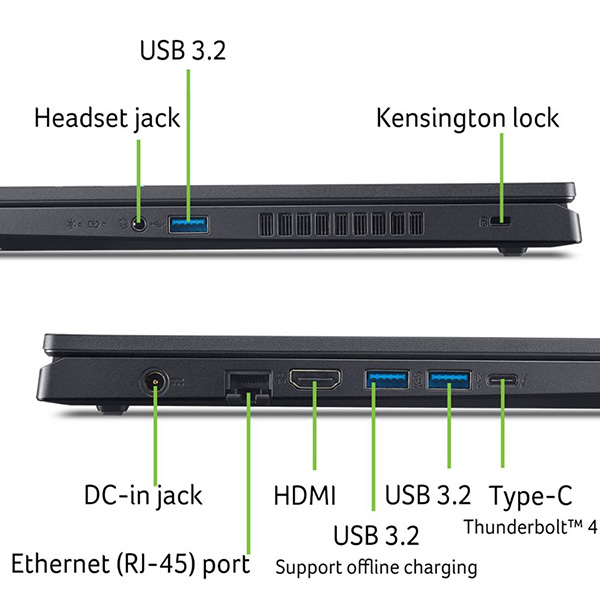 USB 3.2
Headset jack
Kensington lock
DC-in jack
HDMI
USB 3.2
Type-C
Thunderbolt™ 4
USB 3.2
Ethernet (RJ-45) port
Support offline charging